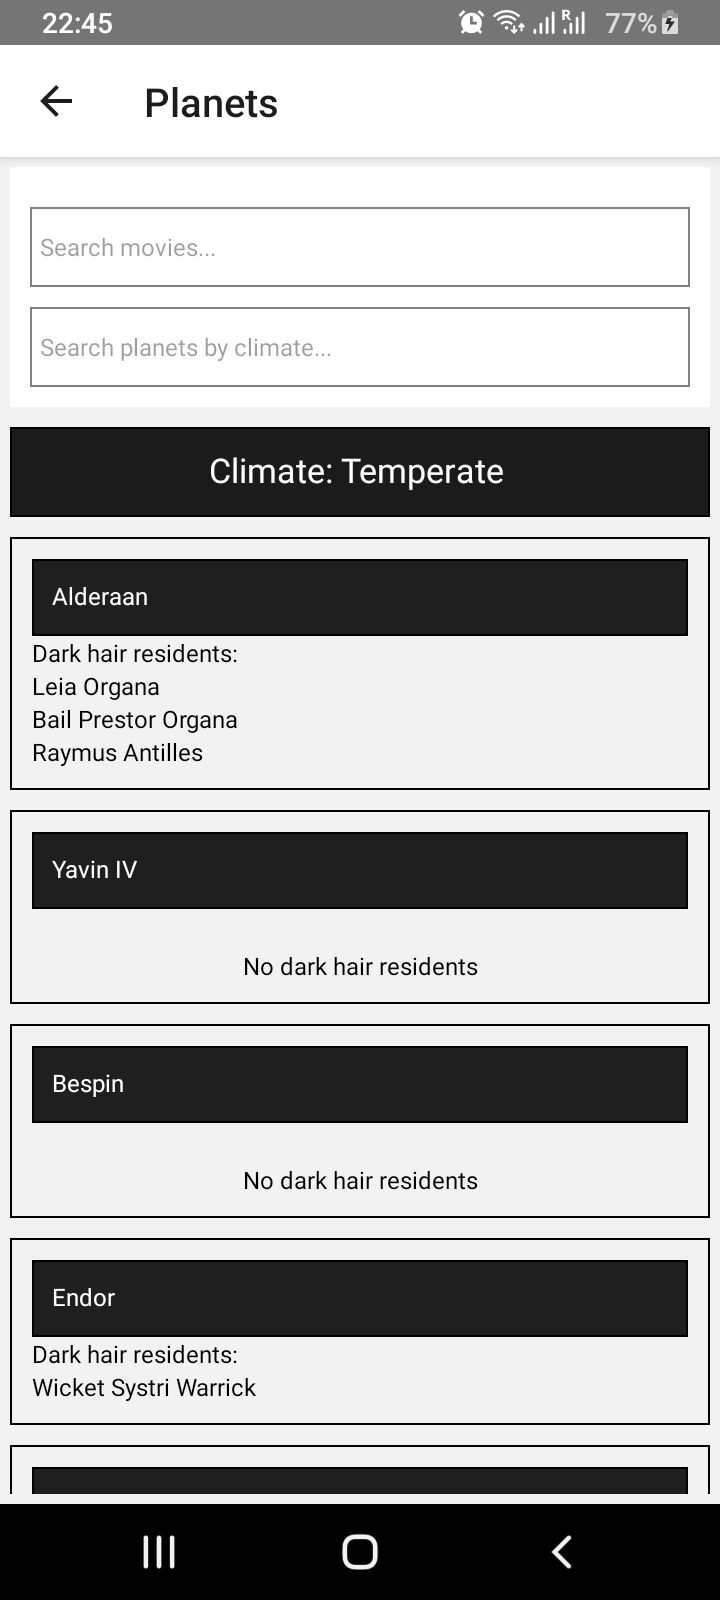 22:45
R
77%
Planets
Search movies...
Search planets by climate...
Climate: Temperate
Alderaan
Dark hair residents:
Leia Organa
Bail Prestor Organa
Raymus Antilles
Yavin IV
No dark hair residents
Bespin
No dark hair residents
Endor
Dark hair residents:
Wicket Systri Warrick